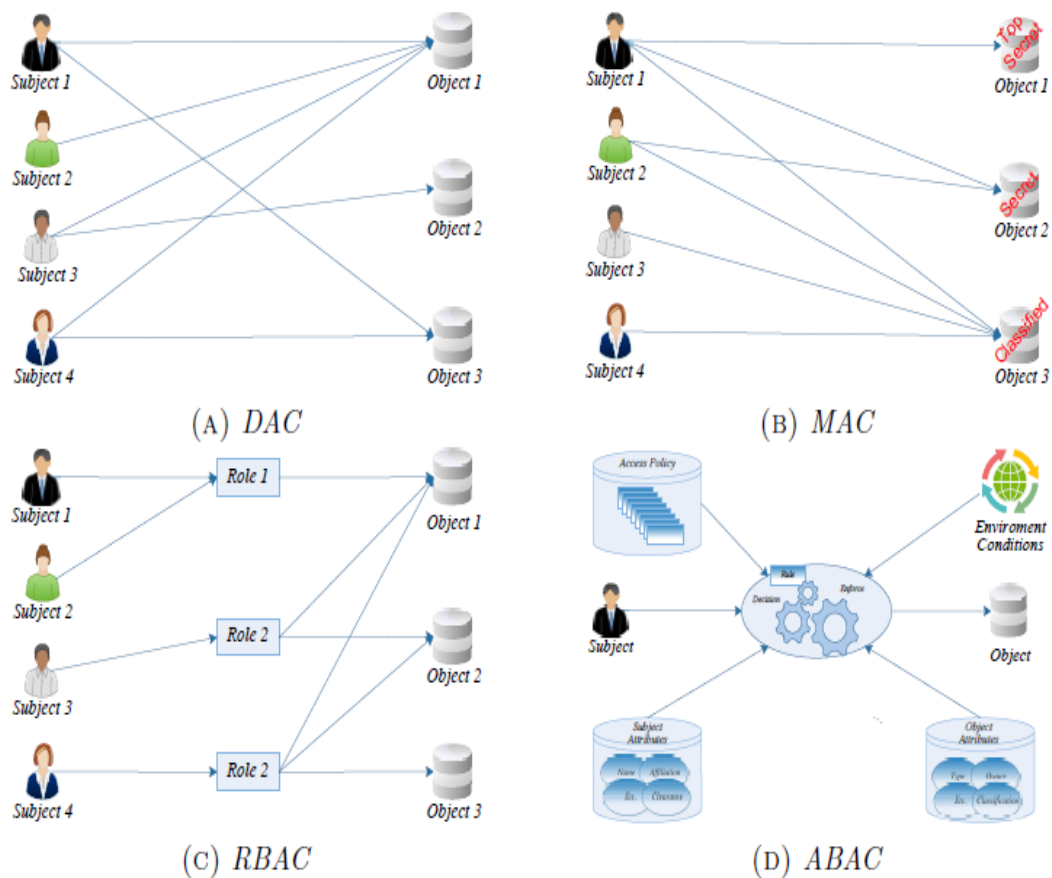 Subject 1
Subject 2
Subject 3
Subject 4
Object 1
Object 2
Object 3
(A) DAC
Subject 1
Subject 2
Subject 3
Subject 4
Top
Secret
Object 1
Secret
Object 2
Classified
Object 3
(B) MAC
Subject 1
Subject 2
Subject 3
Subject 4
Role 1
Role 2
Role 2
Object 1
Object 2
Object 3
(C) RBAC
Access Policy
Enviroment
Conditions
Rule
Decision
Enforce
Subject
Object
Subject
Attributes
Name
Affiliation
Etc.
Clearance
Object
Attributes
Type
Owner
Etc.
Classification
(D) ABAC